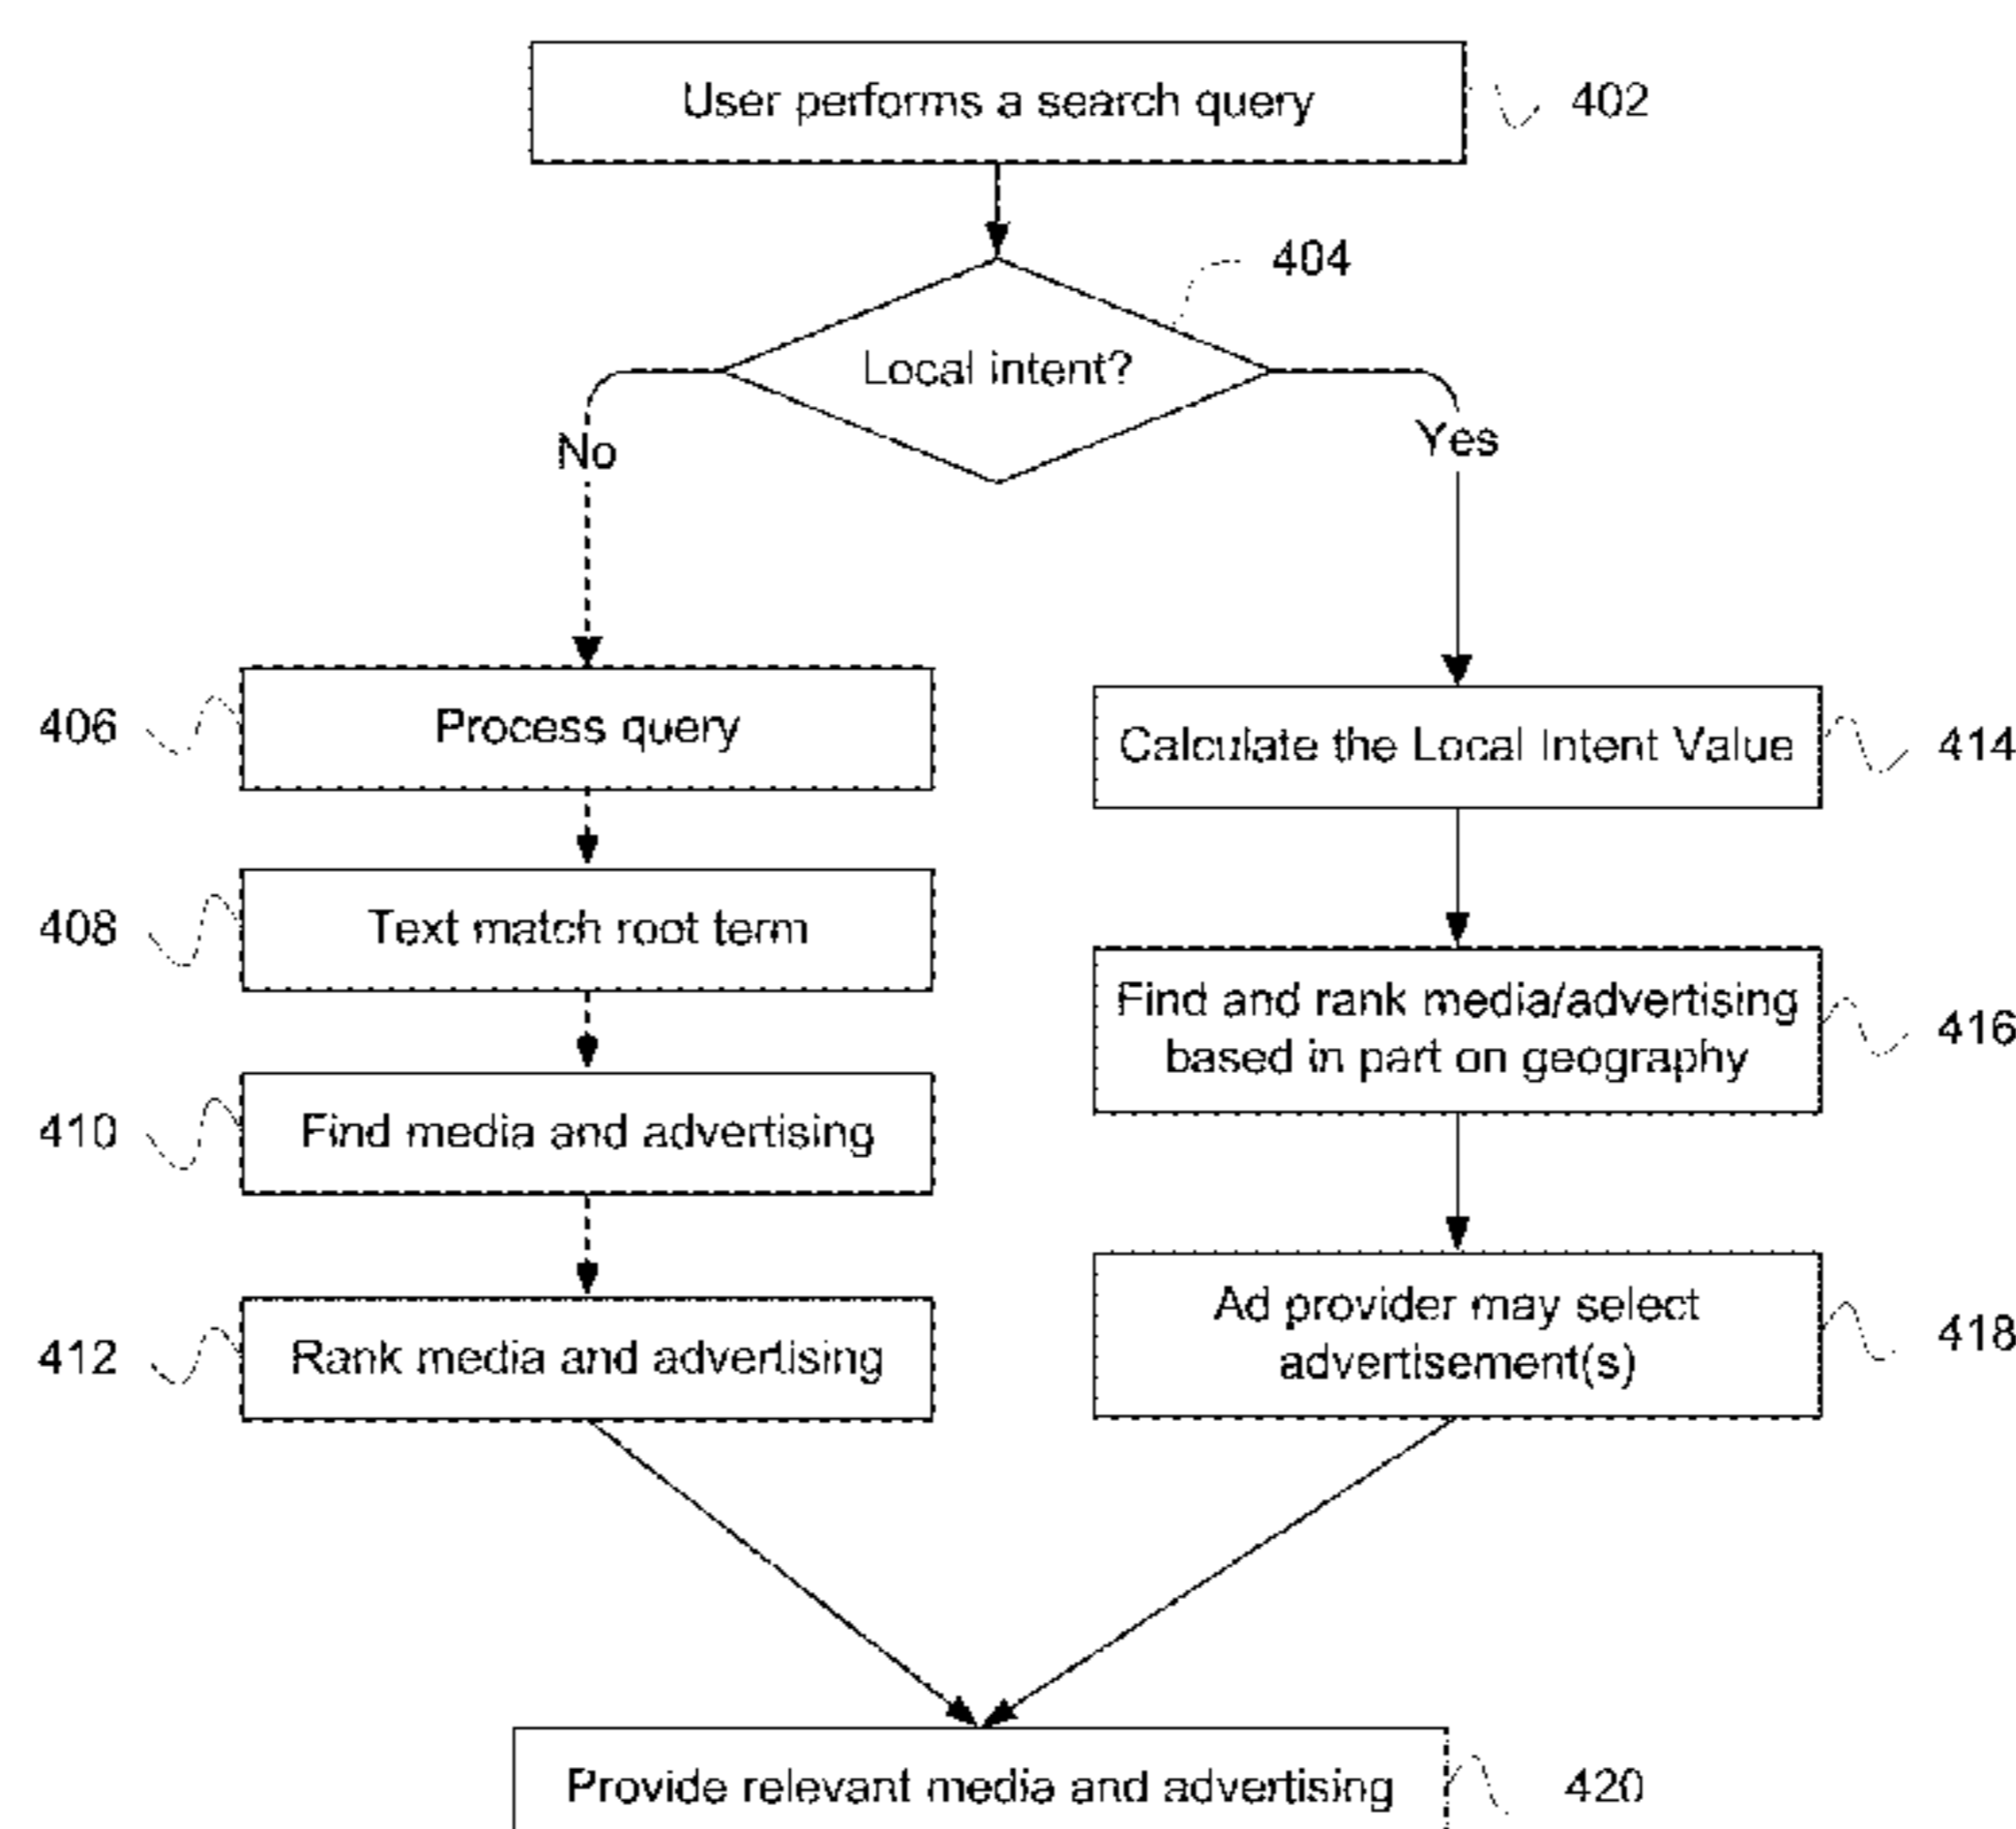 User performs a search query
402
404
Local intent?
No
Yes
406
Process query
Calculate the Local Intent Value
414
408
Text match root term
Find and rank media/advertising
based in part on geography
416
410
Find media and advertising
Ad provider may select
advertisement(s)
418
412
Rank media and advertising
Provide relevant media and advertising
420